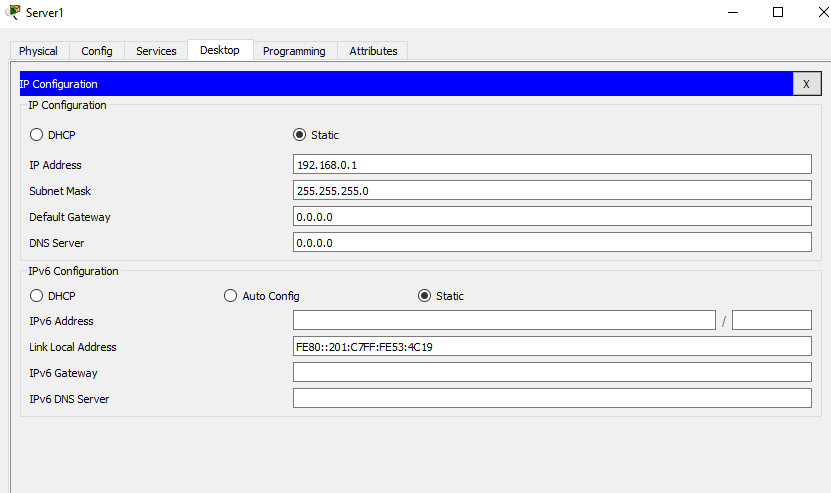 Server1
Physical Config Services Desktop Programming Attributes
IP Configuration X
IP Configuration
DHCP Static
IP Address 192.168.0.1
Subnet Mask 255.255.255.0
Default Gateway 0.0.0.0
DNS Server 0.0.0.0
IPv6 Configuration
DHCP Auto Config Static
IPv6 Address /
Link Local Address FE80::201:C7FF:FE53:4C19
IPv6 Gateway
IPv6 DNS Server